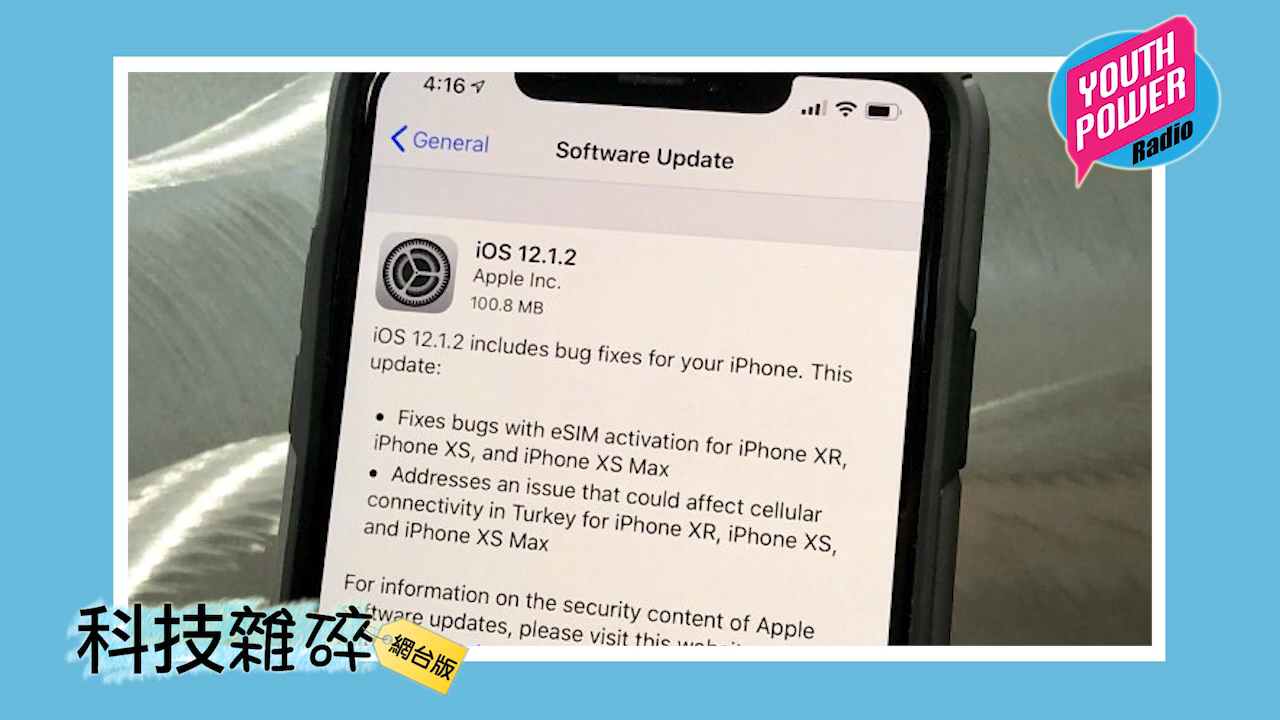 4:16
General
Software Update
iOS 12.1.2
Apple Inc.
100.8 MB
iOS 12.1.2 includes bug fixes for your iPhone. This
update:
• Fixes bugs with eSIM activation for iPhone XR,
iPhone XS, and iPhone XS Max
• Addresses an issue that could affect cellular
connectivity in Turkey for iPhone XR, iPhone XS,
and iPhone XS Max
For information on the security content of Apple
updates, please visit this
YOUTH
POWER
Radio
科技雜碎
網台版